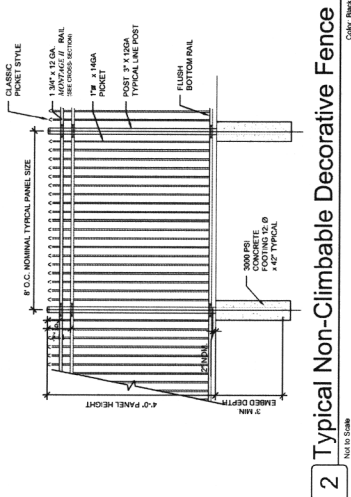 CLASSIC
PICKET STYLE
1 3/4" x 12 GA.
MONTAGE II RAIL
(SEE CROSS-SECTION)
1"# x 14GA
PICKET
POST 3" X 12GA
TYPICAL LINE POST
FLUSH
BOTTOM RAIL
8' O.C. NOMINAL TYPICAL PANEL SIZE
4'-0" PANEL HEIGHT
2" NOM.
3' MIN.
EMBED DEPTH
3000 PSI
CONCRETE
FOOTING 12: Ø
x 42" TYPICAL
2 Typical Non-Climbable Decorative Fence
Not to Scale
Color: Black